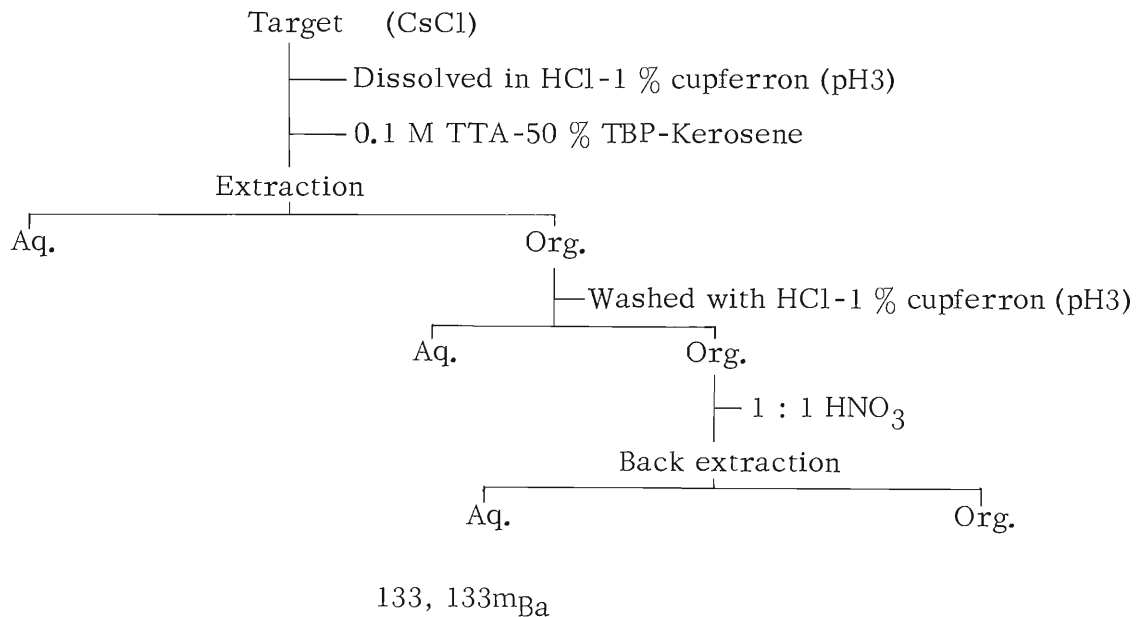 Target (CsCl)
Dissolved in HCl-1 % cupferron (pH3)
0.1 M TTA-50 % TBP-Kerosene
Extraction
Aq. Org.
Washed with HCl-1 % cupferron (pH3)
Aq. Org.
1 : 1 HNO3
Back extraction
Aq. Org.
133, 133mBa